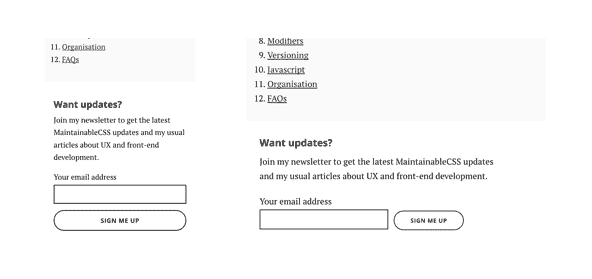 11. Organisation
12. FAQs
Want updates?
Join my newsletter to get the latest
MaintainableCSS updates and my usual
articles about UX and front-end
development.
Your email address
SIGN ME UP
8. Modifiers
9. Versioning
10. Javascript
11. Organisation
12. FAQs
Want updates?
Join my newsletter to get the latest MaintainableCSS updates
and my usual articles about UX and front-end development.
Your email address
SIGN ME UP